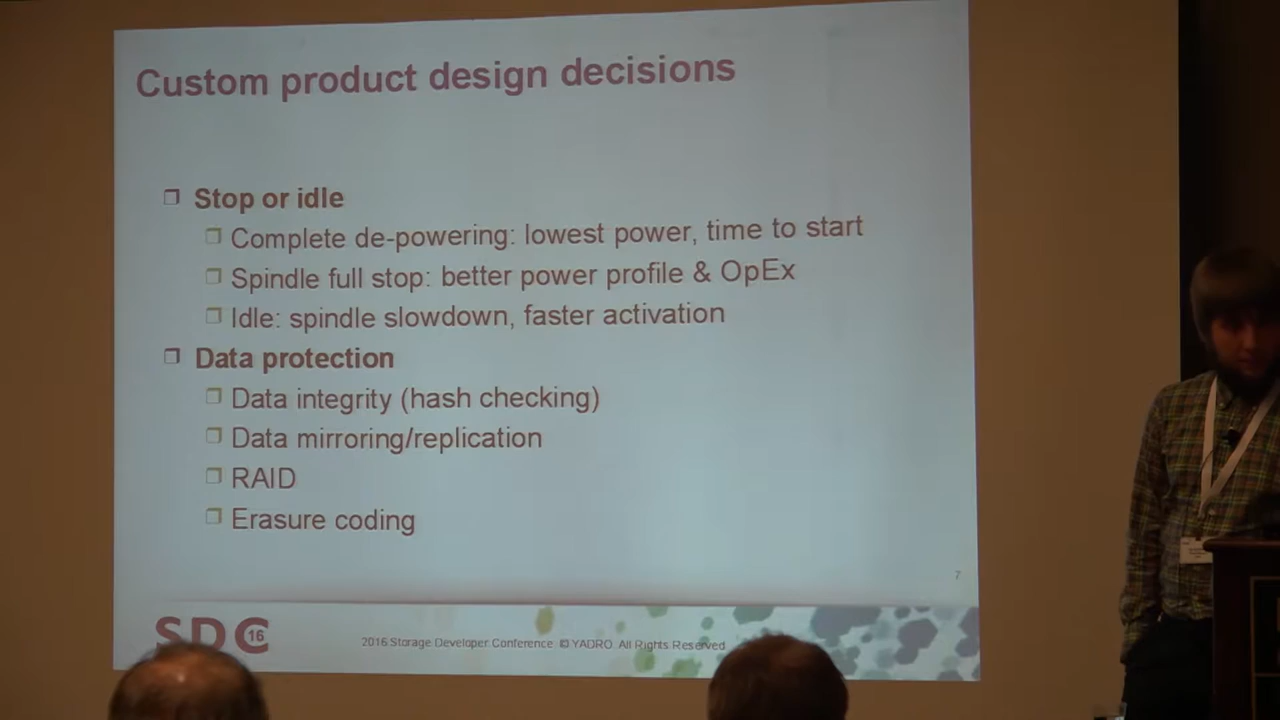 Custom product design decisions
Stop or idle
Complete de-powering: lowest power, time to start
Spindle full stop: better power profile & OpEx
Idle: spindle slowdown, faster activation
Data protection
Data integrity (hash checking)
Data mirroring/replication
RAID
Erasure coding
7
SDC 16
2016 Storage Developer Conference. © YADRO. All Rights Reserved